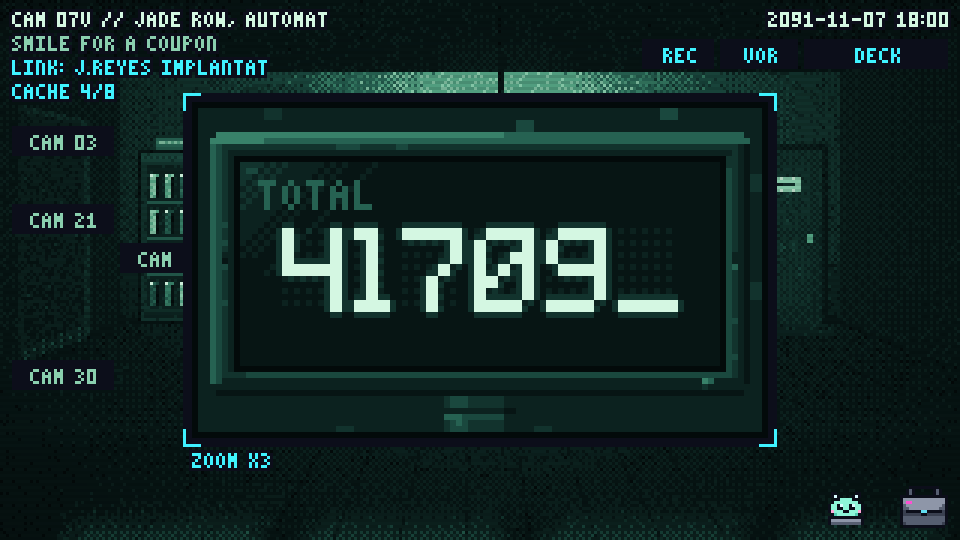 CAM 07V // JADE ROW, AUTOMAT
2091-11-07 18:00
SMILE FOR A COUPON
REC
VOR
DECK
LINK: J.REYES IMPLANTAT
CACHE 4/8
CAM 03
CAM 21
CAM
CAM 30
TOTAL
41709_
ZOOM X3